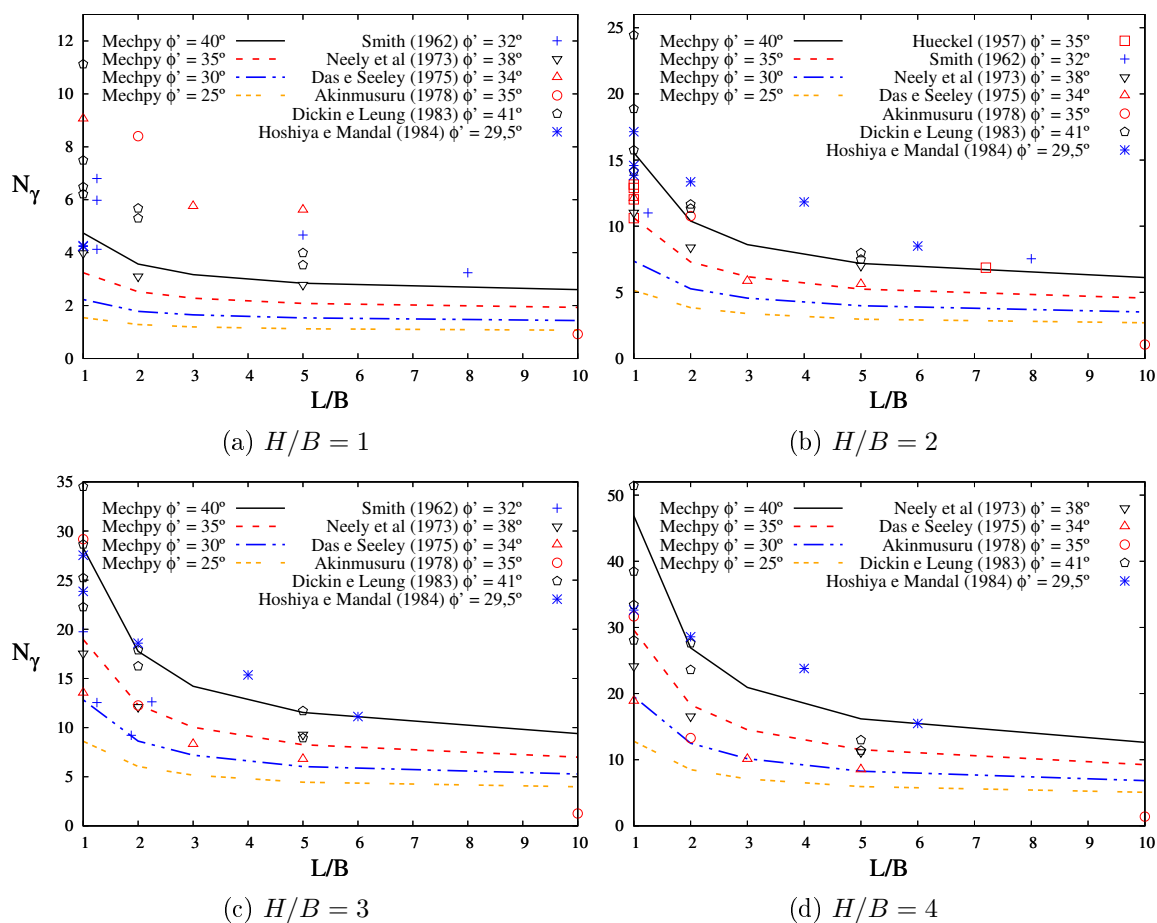 12
10
8
6
4
2
0
Nγ
Mechpy ϕ’ = 40º
Mechpy ϕ’ = 35º
Mechpy ϕ’ = 30º
Mechpy ϕ’ = 25º
Smith (1962) ϕ’ = 32º
Neely et al (1973) ϕ’ = 38º
Das e Seeley (1975) ϕ’ = 34º
Akinmusuru (1978) ϕ’ = 35º
Dickin e Leung (1983) ϕ’ = 41º
Hoshiya e Mandal (1984) ϕ’ = 29,5º
1 2 3 4 5 6 7 8 9 10
L/B
(a) H/B = 1
25
20
15
10
5
0
Mechpy ϕ’ = 40º
Mechpy ϕ’ = 35º
Mechpy ϕ’ = 30º
Mechpy ϕ’ = 25º
Hueckel (1957) ϕ’ = 35º
Smith (1962) ϕ’ = 32º
Neely et al (1973) ϕ’ = 38º
Das e Seeley (1975) ϕ’ = 34º
Akinmusuru (1978) ϕ’ = 35º
Dickin e Leung (1983) ϕ’ = 41º
Hoshiya e Mandal (1984) ϕ’ = 29,5º
1 2 3 4 5 6 7 8 9 10
L/B
(b) H/B = 2
35
30
25
20
15
10
5
0
Nγ
Mechpy ϕ’ = 40º
Mechpy ϕ’ = 35º
Mechpy ϕ’ = 30º
Mechpy ϕ’ = 25º
Smith (1962) ϕ’ = 32º
Neely et al (1973) ϕ’ = 38º
Das e Seeley (1975) ϕ’ = 34º
Akinmusuru (1978) ϕ’ = 35º
Dickin e Leung (1983) ϕ’ = 41º
Hoshiya e Mandal (1984) ϕ’ = 29,5º
1 2 3 4 5 6 7 8 9 10
L/B
(c) H/B = 3
50
40
30
20
10
0
Mechpy ϕ’ = 40º
Mechpy ϕ’ = 35º
Mechpy ϕ’ = 30º
Mechpy ϕ’ = 25º
Neely et al (1973) ϕ’ = 38º
Das e Seeley (1975) ϕ’ = 34º
Akinmusuru (1978) ϕ’ = 35º
Dickin e Leung (1983) ϕ’ = 41º
Hoshiya e Mandal (1984) ϕ’ = 29,5º
1 2 3 4 5 6 7 8 9 10
L/B
(d) H/B = 4